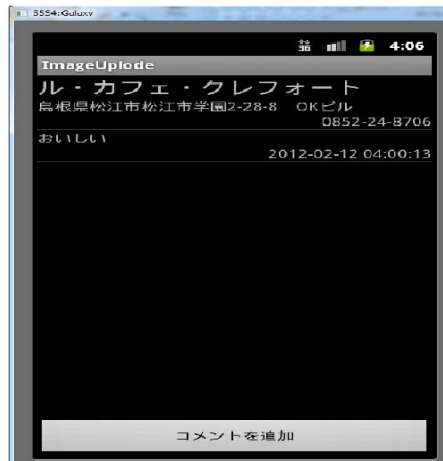 5554:Galaxy
36 4:06
ImageUplode
ル・カフェ・クレフォート
島根県松江市松江市学園2-28-8 OKビル
0852-24-8706
おいしい
2012-02-12 04:00:13
コメントを追加